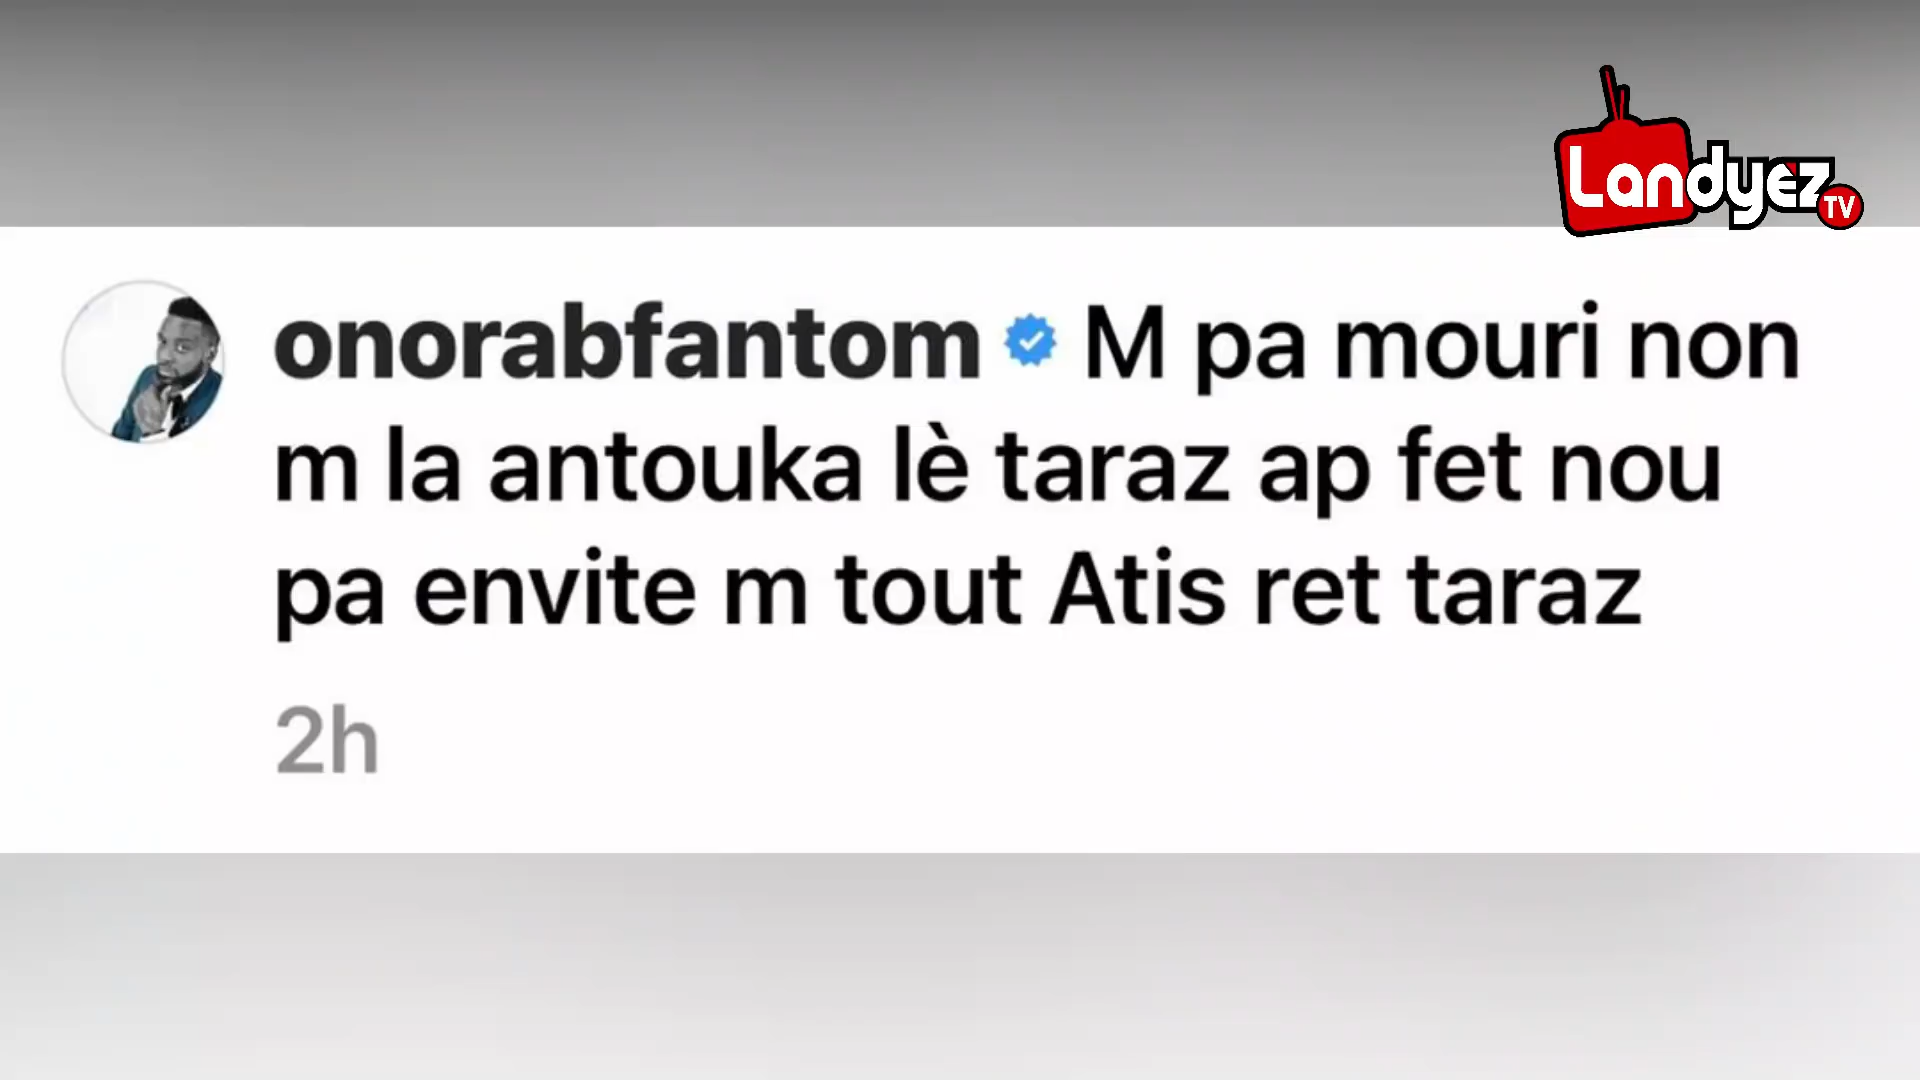 Landyèz TV
onorabfantom M pa mouri non
m la antouka lè taraz ap fet nou
pa envite m tout Atis ret taraz
2h